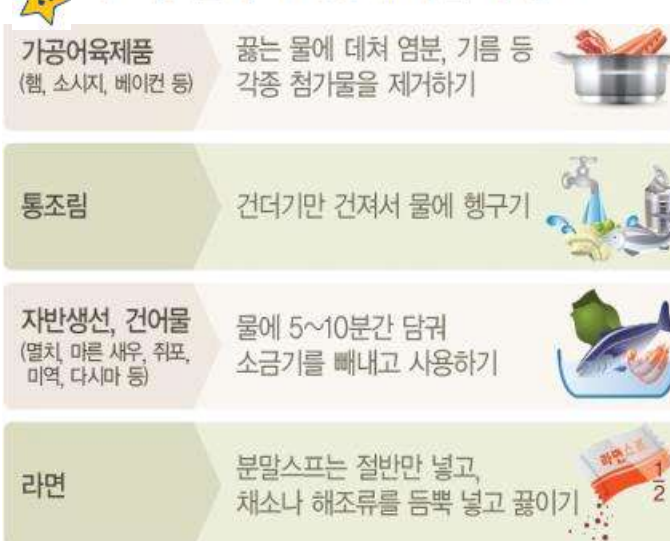 가공어육제품
(햄, 소시지, 베이컨 등)
끓는 물에 데쳐 염분, 기름 등
각종 첨가물을 제거하기
통조림
건더기만 건져서 물에 헹구기
자반생선, 건어물
(멸치, 마른 새우, 쥐포,
미역, 다시마 등)
물에 5~10분간 담궈
소금기를 빼내고 사용하기
라면
분말스프는 절반만 넣고,
채소나 해조류를 듬뿍 넣고 끓이기
라면스프
1/2